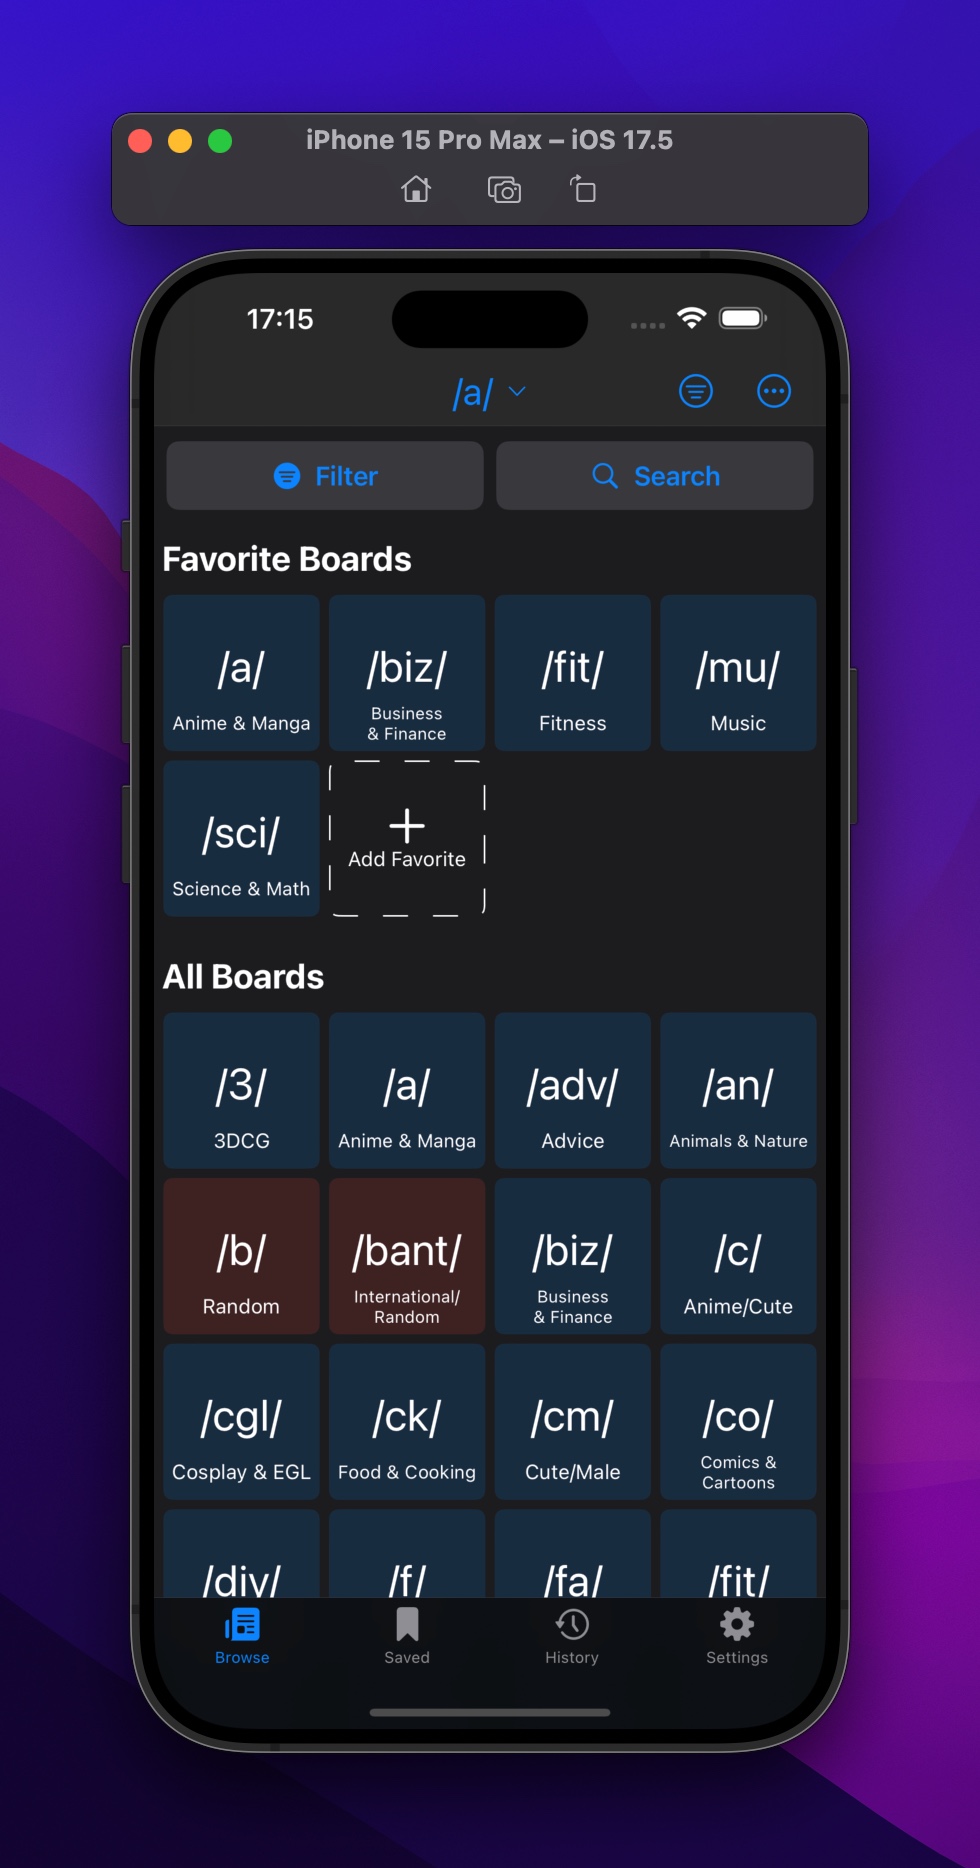 iPhone 15 Pro Max – iOS 17.5
17:15
/a/
Filter
Search
Favorite Boards
/a/
Anime & Manga
/biz/
Business
& Finance
/fit/
Fitness
/mu/
Music
/sci/
Science & Math
Add Favorite
All Boards
/3/
3DCG
/a/
Anime & Manga
/adv/
Advice
/an/
Animals & Nature
/b/
Random
/bant/
International/
Random
/biz/
Business
& Finance
/c/
Anime/Cute
/cgl/
Cosplay & EGL
/ck/
Food & Cooking
/cm/
Cute/Male
/co/
Comics &
Cartoons
/div/
/f/
/fa/
/fit/
Browse
Saved
History
Settings